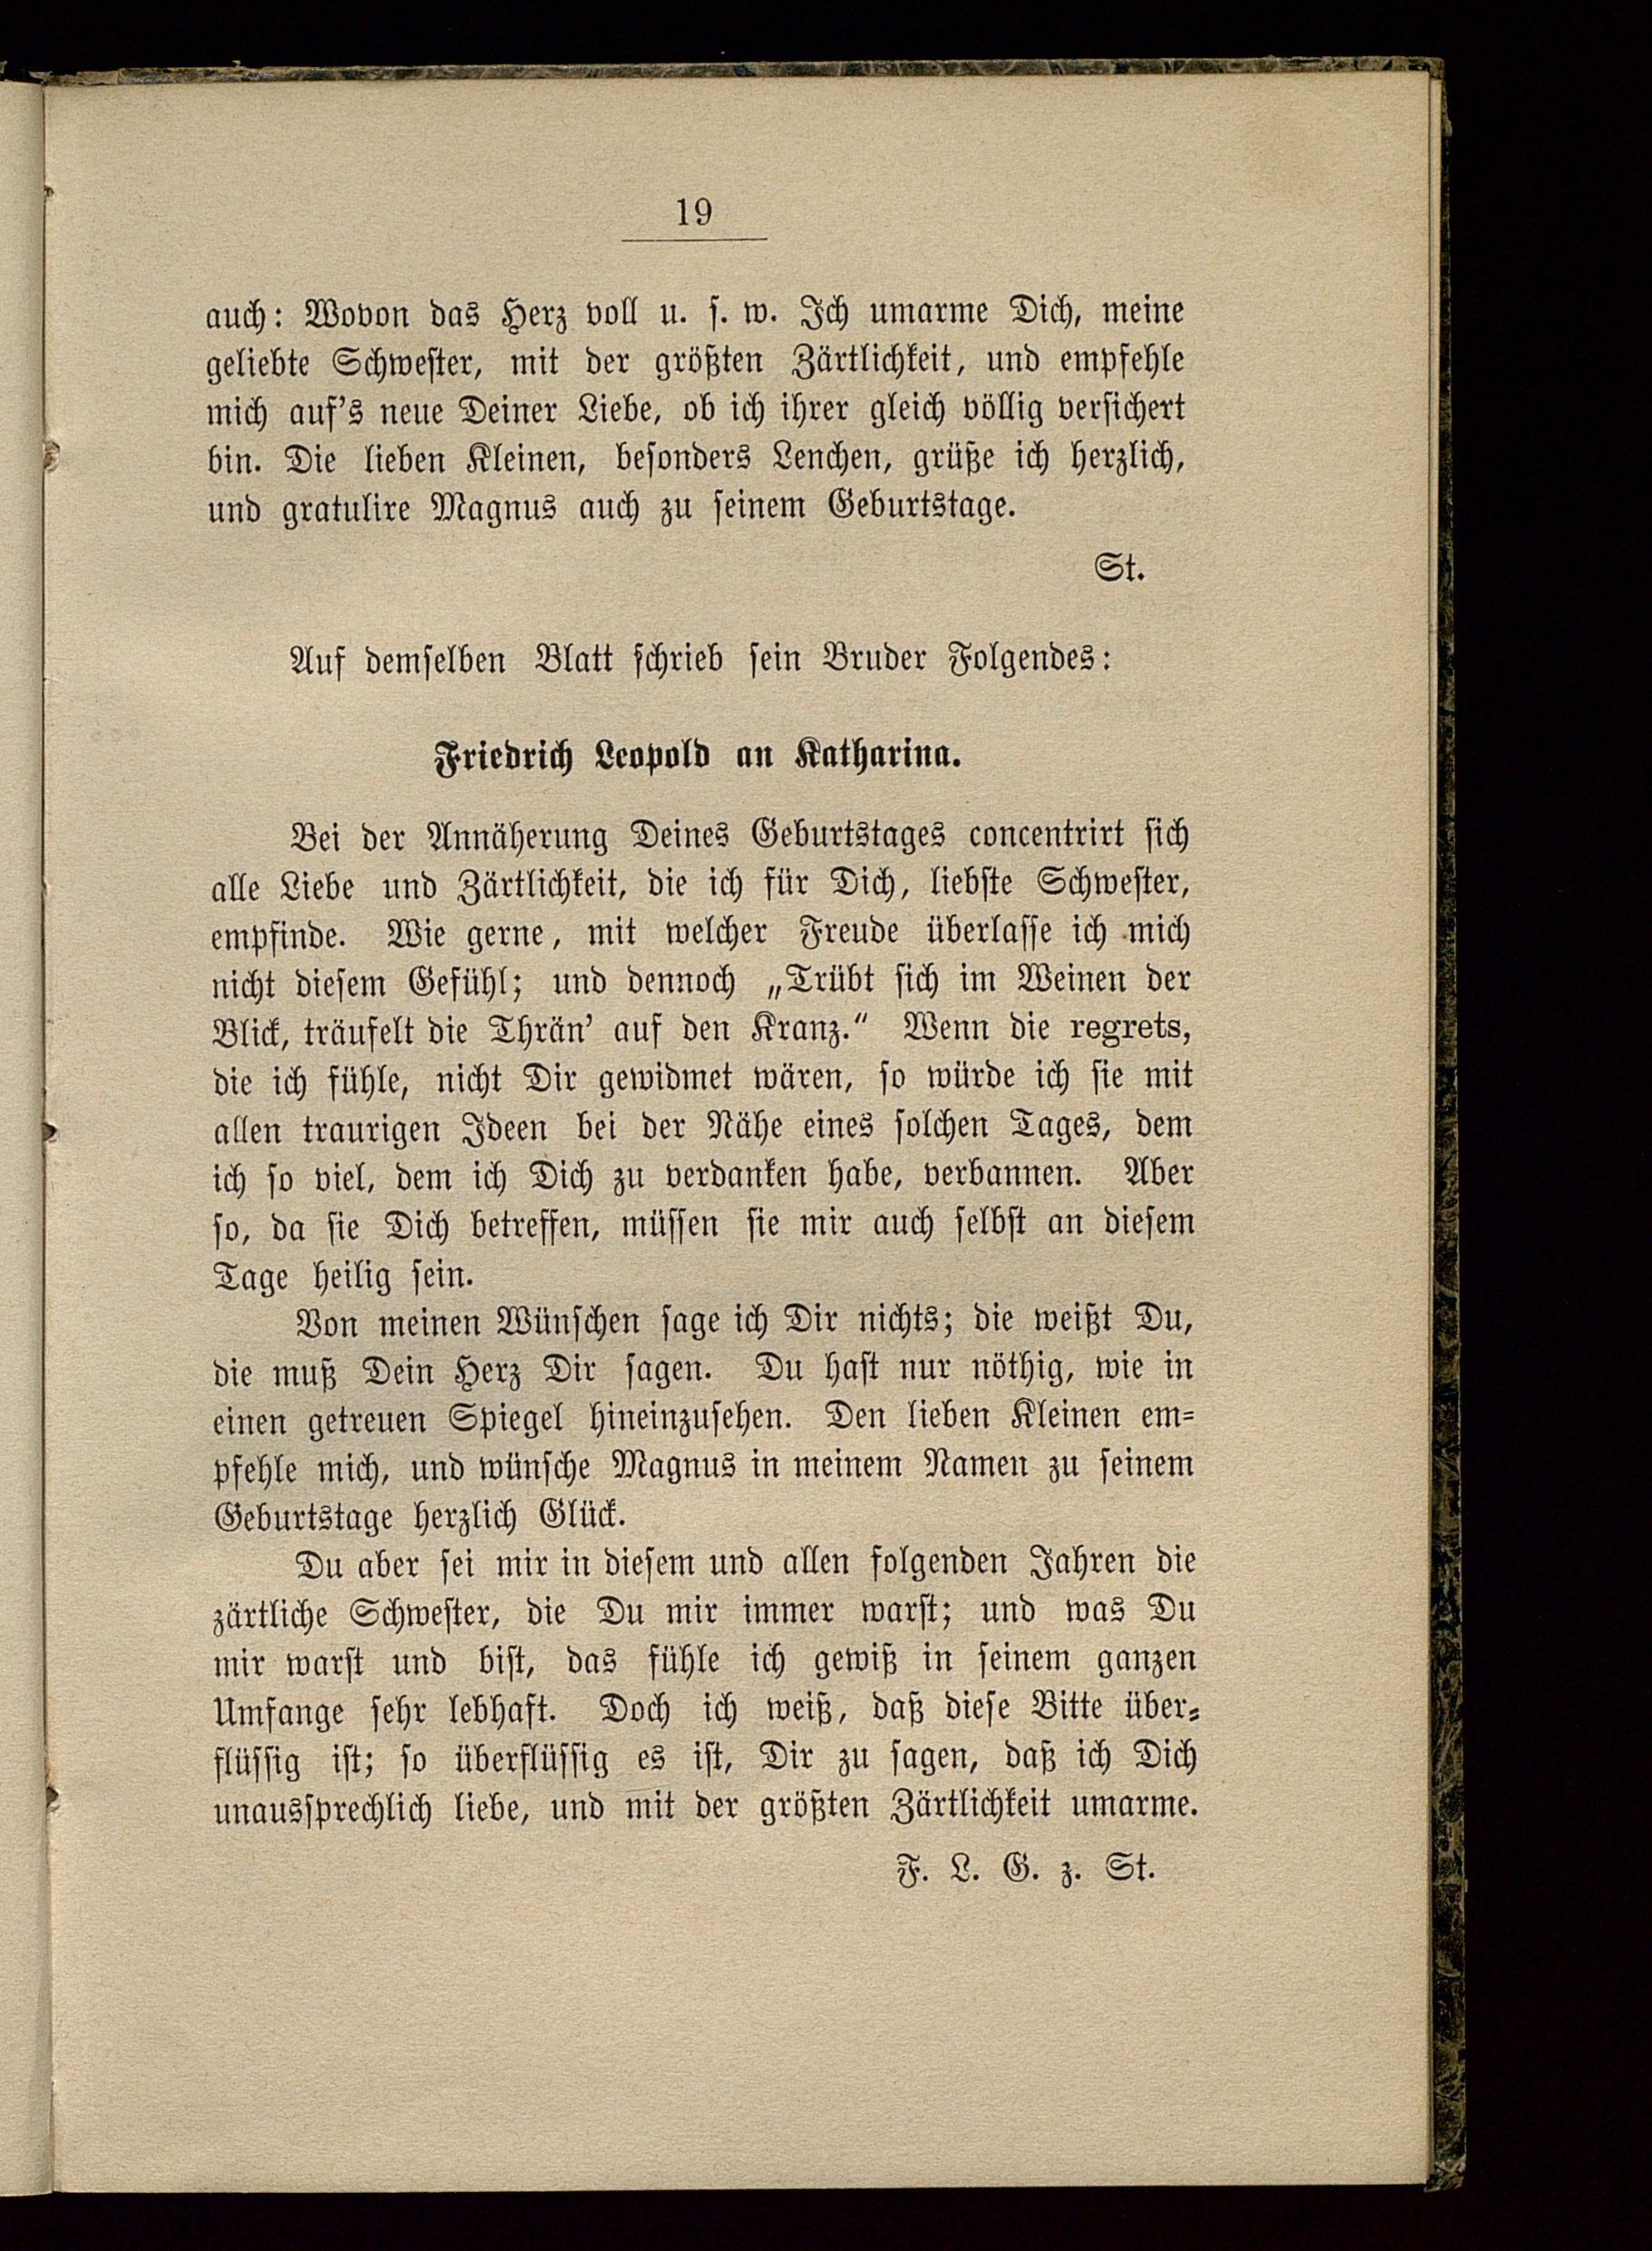 19
auch: Wovon das Herz voll u. s. w. Ich umarme Dich, meine
geliebte Schwester, mit der größten Zärtlichkeit, und empfehle
mich auf's neue Deiner Liebe, ob ich ihrer gleich völlig versichert
bin. Die lieben Kleinen, besonders Lenchen, grüße ich herzlich,
und gratulire Magnus auch zu seinem Geburtstage.
St.
Auf demselben Blatt schrieb sein Bruder Folgendes:
Friedrich Leopold an Katharina.
Bei der Annäherung Deines Geburtstages concentrirt sich
alle Liebe und Zärtlichkeit, die ich für Dich, liebste Schwester,
empfinde. Wie gerne, mit welcher Freude überlasse ich mich
nicht diesem Gefühl; und dennoch „Trübt sich im Weinen der
Blick, träufelt die Thrän' auf den Kranz.“ Wenn die regrets,
die ich fühle, nicht Dir gewidmet wären, so würde ich sie mit
allen traurigen Ideen bei der Nähe eines solchen Tages, dem
ich so viel, dem ich Dich zu verdanken habe, verbannen. Aber
so, da sie Dich betreffen, müssen sie mir auch selbst an diesem
Tage heilig sein.
Von meinen Wünschen sage ich Dir nichts; die weißt Du,
die muß Dein Herz Dir sagen. Du hast nur nöthig, wie in
einen getreuen Spiegel hineinzusehen. Den lieben Kleinen em-
pfehle mich, und wünsche Magnus in meinem Namen zu seinem
Geburtstage herzlich Glück.
Du aber sei mir in diesem und allen folgenden Jahren die
zärtliche Schwester, die Du mir immer warst; und was Du
mir warst und bist, das fühle ich gewiß in seinem ganzen
Umfange sehr lebhaft. Doch ich weiß, daß diese Bitte über-
flüssig ist; so überflüssig es ist, Dir zu sagen, daß ich Dich
unaussprechlich liebe, und mit der größten Zärtlichkeit umarme.
F. L. G. z. St.